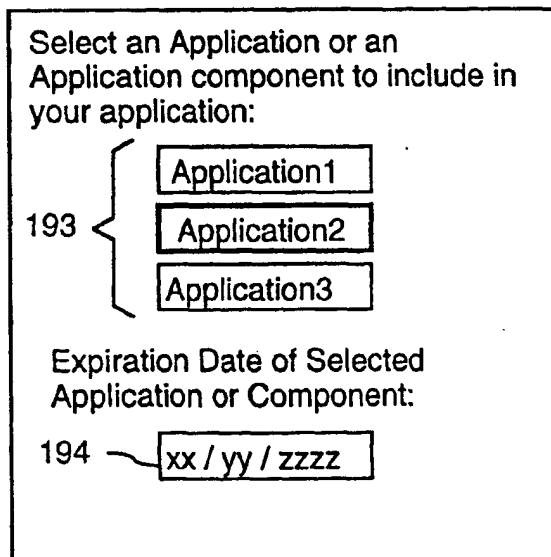 Select an Application or an
Application component to include in
your application:
Application1
193
Application2
Application3
Expiration Date of Selected
Application or Component:
194
xx / yy / zzzz